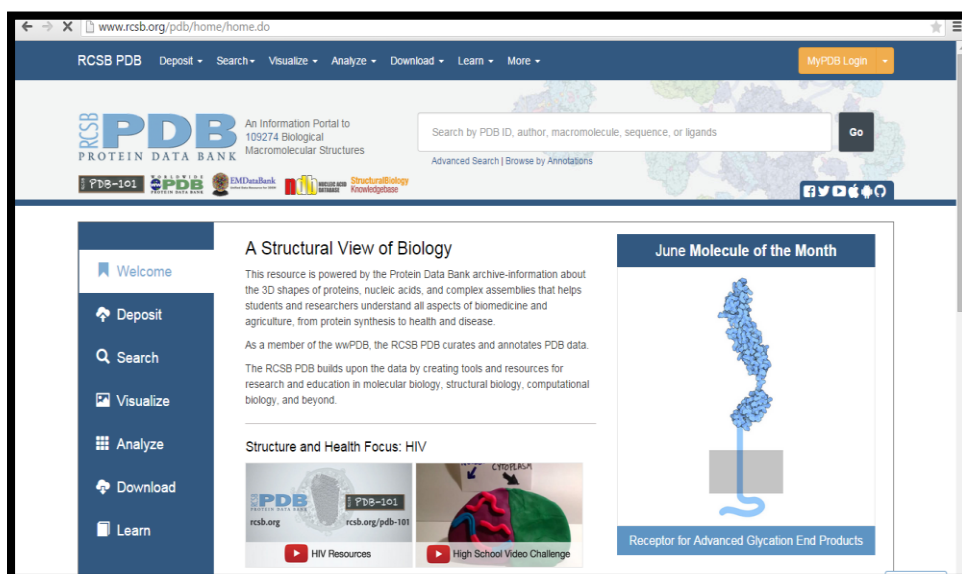 www.rcsb.org/pdb/home/home.do
RCSB PDB Deposit Search Visualize Analyze Download Learn More MyPDB Login
RCSB PDB
PROTEIN DATA BANK
An Information Portal to
109274 Biological
Macromolecular Structures
Search by PDB ID, author, macromolecule, sequence, or ligands
Go
Advanced Search | Browse by Annotations
PDB-101
WORLDWIDE
PDB
PROTEIN DATA BANK
EMDataBank
NUCLEIC ACID
DATABASE
StructuralBiology
Knowledgebase
Welcome
Deposit
Search
Visualize
Analyze
Download
Learn
A Structural View of Biology
This resource is powered by the Protein Data Bank archive-information about
the 3D shapes of proteins, nucleic acids, and complex assemblies that helps
students and researchers understand all aspects of biomedicine and
agriculture, from protein synthesis to health and disease.
As a member of the wwPDB, the RCSB PDB curates and annotates PDB data.
The RCSB PDB builds upon the data by creating tools and resources for
research and education in molecular biology, structural biology, computational
biology, and beyond.
Structure and Health Focus: HIV
RCSB PDB
PROTEIN DATA BANK
PDB-101
rcsb.org
rcsb.org/pdb-101
HIV Resources
CYTOPLASM
High School Video Challenge
June Molecule of the Month
Receptor for Advanced Glycation End Products